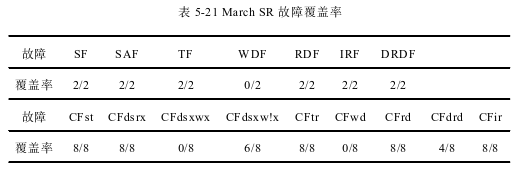 表 5-21 March SR 故障覆盖率
故障 SF SAF TF WDF RDF IRF DRDF
覆盖率 2/2 2/2 2/2 0/2 2/2 2/2 2/2
故障 CFst CFdsrx CFdsxwx CFdsxw!x CFtr CFwd CFrd CFdrd CFir
覆盖率 8/8 8/8 0/8 6/8 8/8 0/8 8/8 4/8 8/8